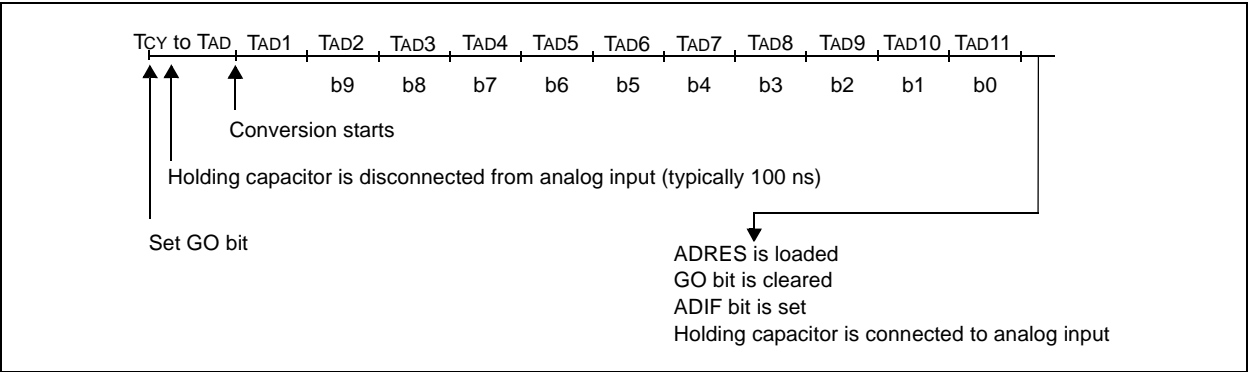 TCY to TAD TAD1 TAD2 TAD3 TAD4 TAD5 TAD6 TAD7 TAD8 TAD9 TAD10 TAD11
b9 b8 b7 b6 b5 b4 b3 b2 b1 b0
Conversion starts
Holding capacitor is disconnected from analog input (typically 100 ns)
Set GO bit
ADRES is loaded
GO bit is cleared
ADIF bit is set
Holding capacitor is connected to analog input